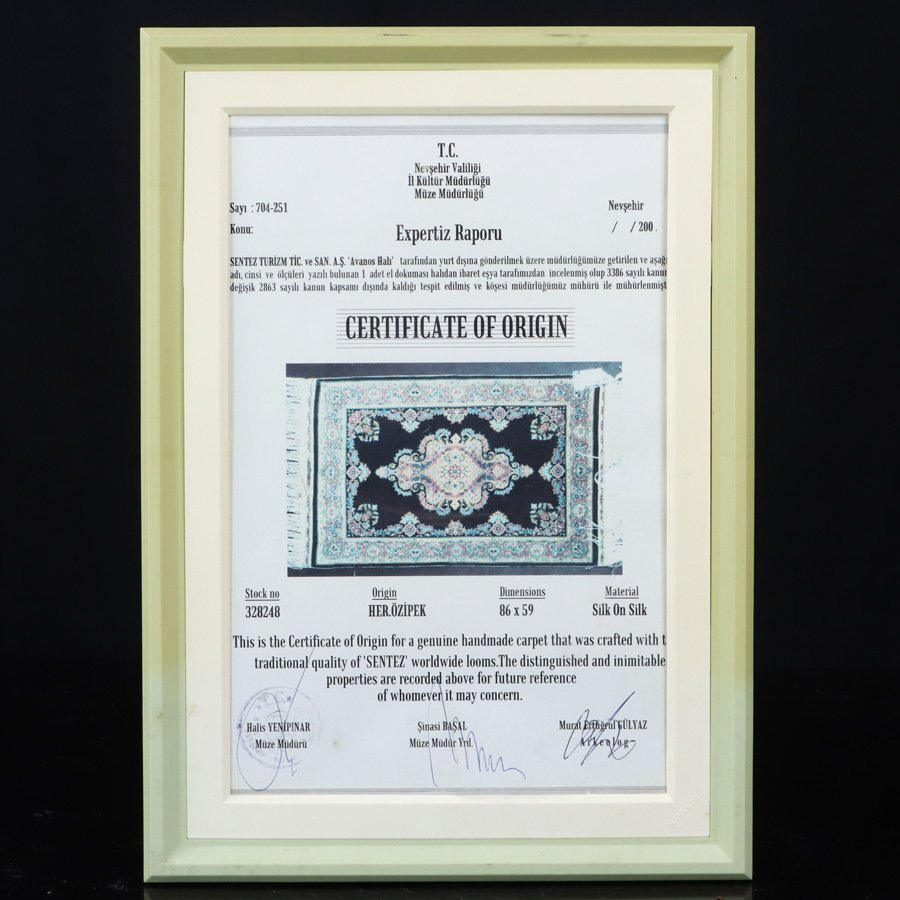 T.C.
Nevşehir Valiliği
İl Kültür Müdürlüğü
Müze Müdürlüğü
Sayı : 704-251
Nevşehir
Konu:
/ / 200 .
Expertiz Raporu
SENTEZ TURİZM TİC. ve SAN. A.Ş. 'Avanos Halı' tarafından yurt dışına gönderilmek üzere müdürlüğümüze getirilen ve aşağı
adı, cinsi ve ölçüleri yazılı bulunan 1 adet el dokuması halıdan ibaret eşya tarafımızdan incelenmiş olup 3386 sayılı kanun
değişik 2863 sayılı kanun kapsamı dışında kaldığı tespit edilmiş ve köşesi müdürlüğümüz mühürü ile mühürlenmişt
CERTIFICATE OF ORIGIN
Stock no Origin Dimensions Material
328248 HER.ÖZİPEK 86 x 59 Silk On Silk
This is the Certificate of Origin for a genuine handmade carpet that was crafted with t
traditional quality of 'SENTEZ' worldwide looms.The distinguished and inimitable
properties are recorded above for future reference
of whomever it may concern.
Halis YENİPINAR Şinasi BAŞAL Murat Ertuğrul GÜLYAZ
Müze Müdürü Müze Müdür Yrd. Arkeolog